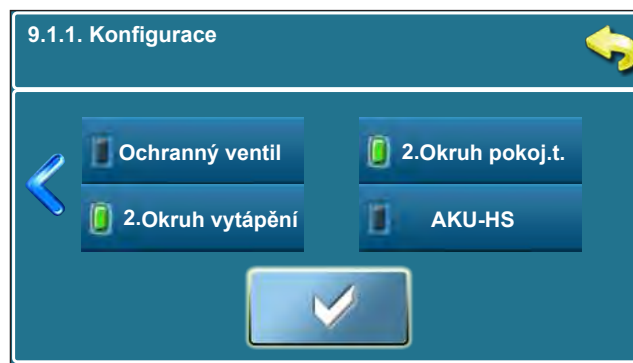 9.1.1. Konfigurace
Ochranný ventil
2.Okruh pokoj.t.
2.Okruh vytápění
AKU-HS